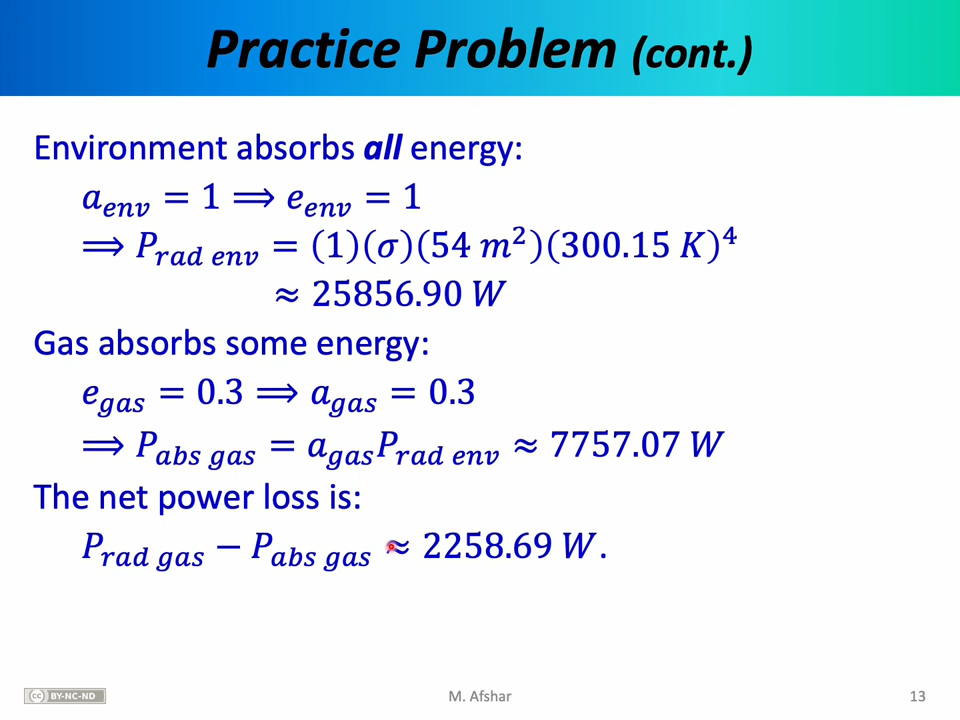 Practice Problem (cont.)
Environment absorbs all energy:
a_env = 1 ⟹ e_env = 1
⟹ P_rad env = (1)(σ)(54 m²)(300.15 K)⁴
≈ 25856.90 W
Gas absorbs some energy:
e_gas = 0.3 ⟹ a_gas = 0.3
⟹ P_abs gas = a_gas P_rad env ≈ 7757.07 W
The net power loss is:
P_rad gas − P_abs gas ≈ 2258.69 W.
cc BY-NC-ND
M. Afshar
13